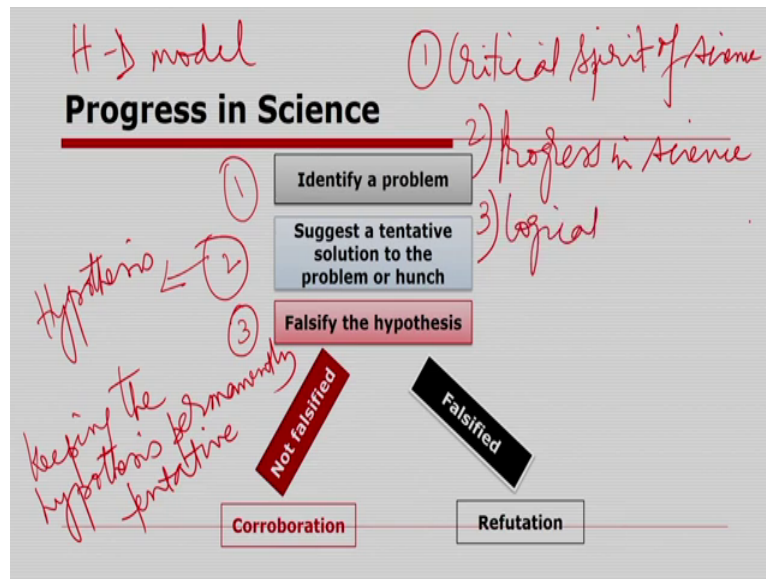 H-D model
① Critical spirit of science
Progress in Science
2) Progress in science
① Identify a problem
3) Logical
Suggest a tentative
solution to the
problem or hunch
Hypothesis ← ②
③ Falsify the hypothesis
Not falsified
Falsified
Keeping the
hypothesis permanently
tentative
Corroboration
Refutation